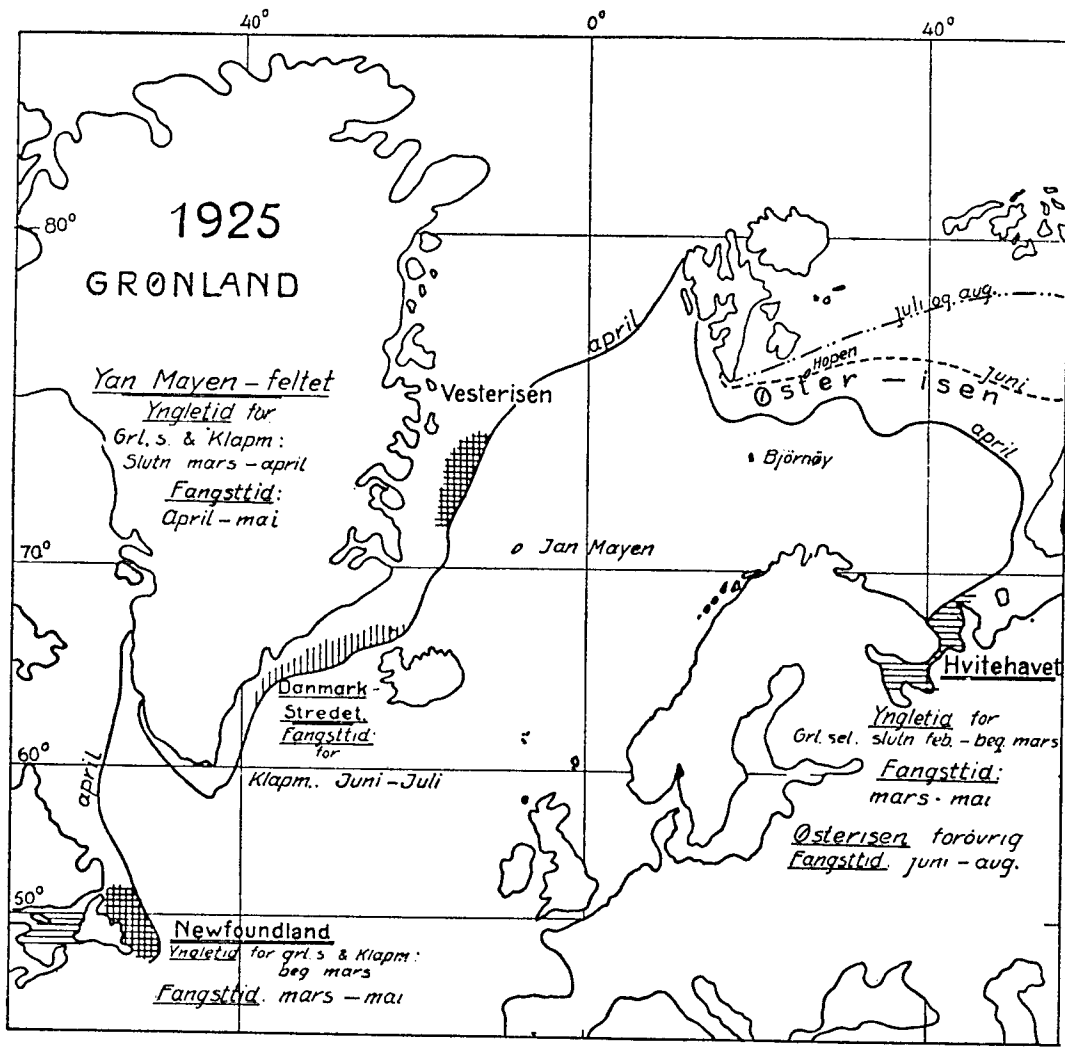 40°
0°
40°
80°
1925
GRØNLAND
Yan Mayen - feltet
Yngletid for
Grl. s. & Klapm:
Slutn mars - april
Fangsttid:
April - mai
Vesterisen
april
Juli og. aug.
Hopen
Juni
Øster - isen
april
Björnøy
70°
Jan Mayen
Hvitehavet
Danmark -
Stredet.
Fangsttid:
for
Klapm.. Juni - Juli
Yngletid for
Grl. sel. slutn feb. - beg. mars
Fangsttid:
mars - mai
Østerisen forövrig
Fangsttid. juni - aug.
60°
april
50°
Newfoundland
Yngletid for grl. s & Klapm:
beg mars
Fangsttid. mars - mai